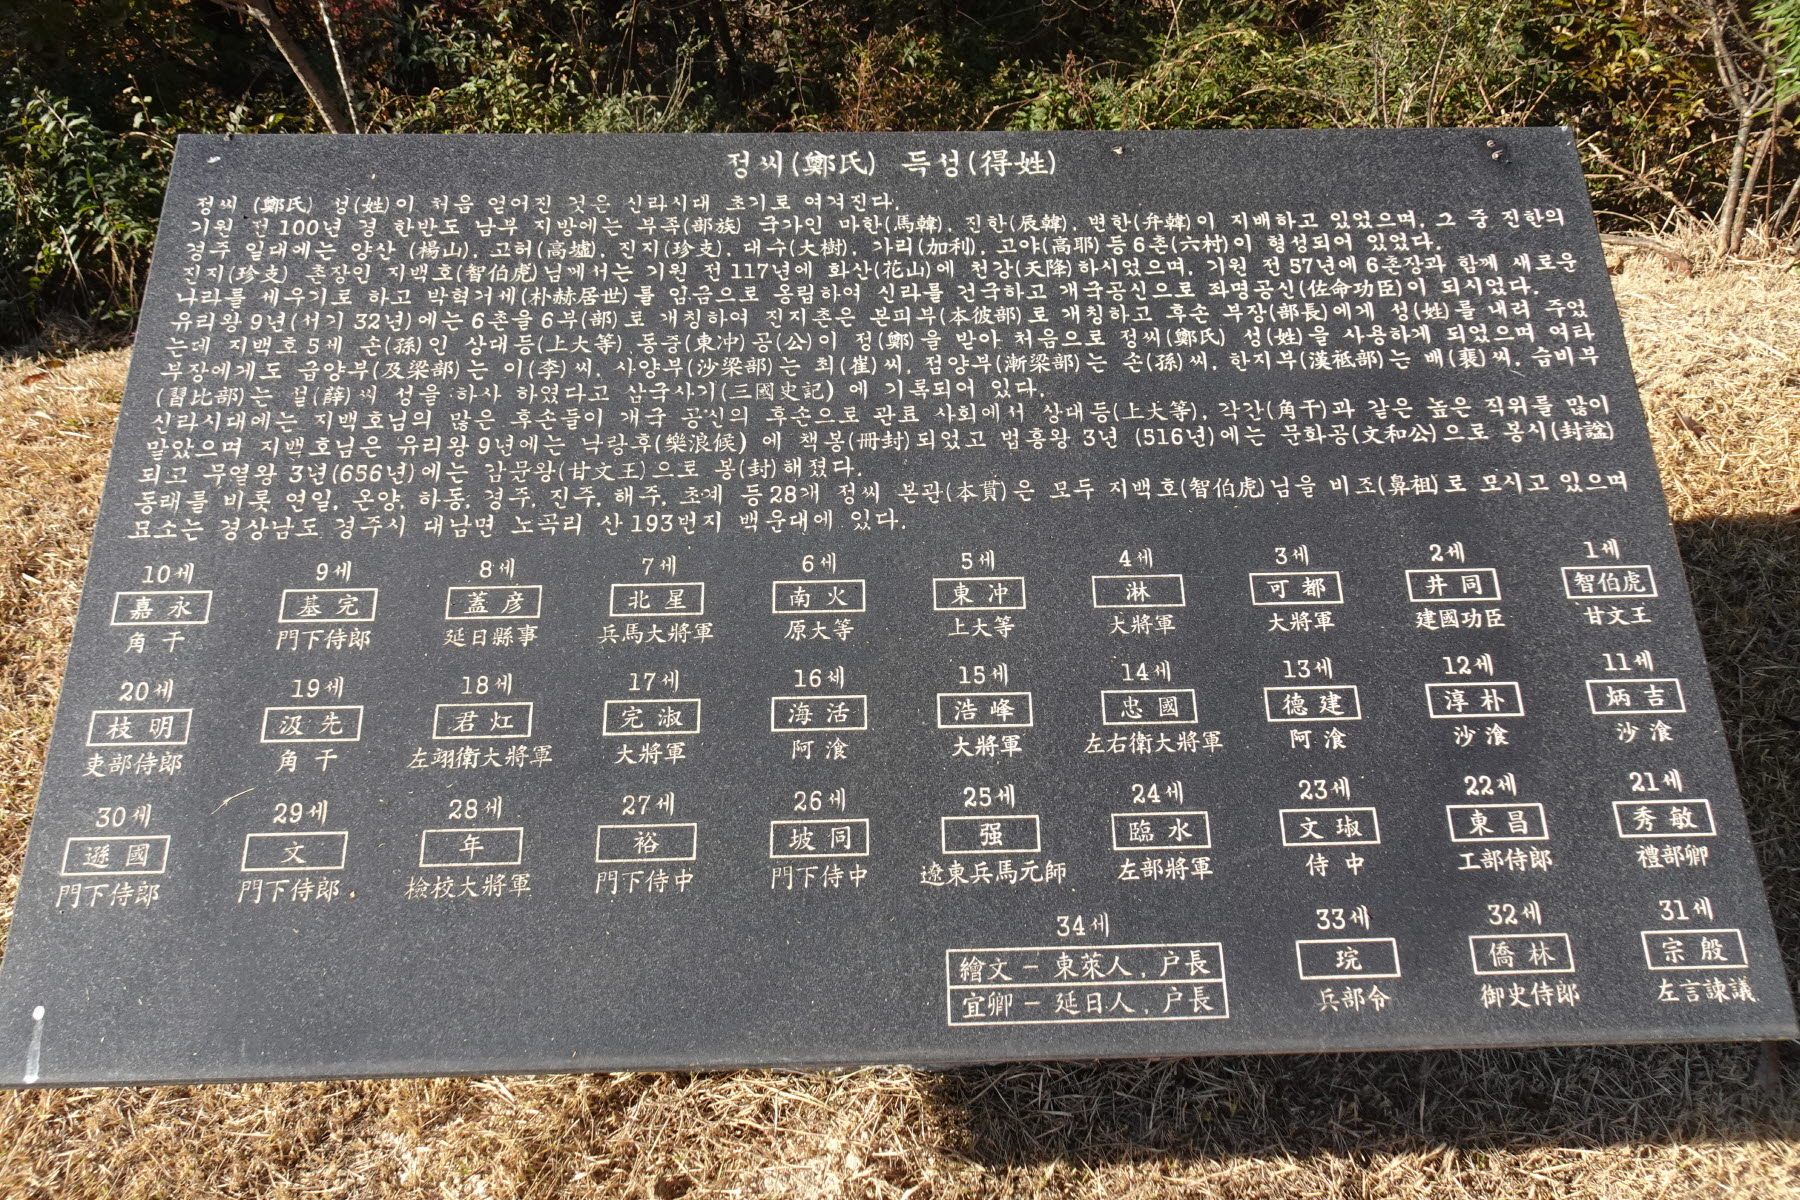 정씨(鄭氏) 득성(得姓)
정씨 (鄭氏) 성(姓)이 처음 얻어진 것은 신라시대 초기로 여겨진다.
기원 전 100년 경 한반도 남부 지방에는 부족(部族) 국가인 마한(馬韓), 진한(辰韓), 변한(弁韓)이 지배하고 있었으며, 그 중 진한의
경주 일대에는 양산 (楊山), 고허(高墟), 진지(珍支), 대수(大樹), 가리(加利), 고야(高耶) 등 6촌(六村)이 형성되어 있었다.
진지(珍支) 촌장인 지백호(智伯虎)님께서는 기원 전 117년에 화산(花山)에 천강(天降)하시었으며, 기원 전 57년에 6촌장과 함께 새로운
나라를 세우기로 하고 박혁거세(朴赫居世)를 임금으로 옹립하여 신라를 건국하고 개국공신으로 좌명공신(佐命功臣)이 되시었다.
유리왕 9년(서기 32년)에는 6촌을 6부(部)로 개칭하여 진지촌은 본피부(本彼部)로 개칭하고 후손 부장(部長)에게 성(姓)를 내려 주었
는데 지백호 5세 손(孫)인 상대등(上大等) 동충(東冲) 공(公)이 정(鄭)을 받아 처음으로 정씨(鄭氏) 성(姓)을 사용하게 되었으며 여타
부장에게도 급양부(及梁部)는 이(李)씨, 사양부(沙梁部)는 최(崔)씨, 점양부(漸梁部)는 손(孫)씨, 한지부(漢祗部)는 배(裵)씨, 습비부
(習比部)는 설(薛)씨 성을 하사 하였다고 삼국사기(三國史記) 에 기록되어 있다.
신라시대에는 지백호님의 많은 후손들이 개국 공신의 후손으로 관료 사회에서 상대등(上大等), 각간(角干)과 같은 높은 직위를 많이
맡았으며 지백호님은 유리왕 9년에는 낙랑후(樂浪候) 에 책봉(冊封)되었고 법흥왕 3년 (516년)에는 문화공(文和公)으로 봉시(封諡)
되고 무열왕 3년(656년)에는 감문왕(甘文王)으로 봉(封)해졌다.
동래를 비롯 연일, 온양, 하동, 경주, 진주, 해주, 초계 등 28개 정씨 본관(本貫)은 모두 지백호(智伯虎)님을 비조(鼻祖)로 모시고 있으며
묘소는 경상남도 경주시 대남면 노곡리 산 193번지 백운대에 있다.
10세 9세 8세 7세 6세 5세 4세 3세 2세 1세
嘉永 基完 蓋彦 北星 南火 東冲 淋 可都 井同 智伯虎
角干 門下侍郎 延日縣事 兵馬大將軍 原大等 上大等 大將軍 大將軍 建國功臣 甘文王
20세 19세 18세 17세 16세 15세 14세 13세 12세 11세
枝明 汲先 君灴 完淑 海活 浩峰 忠國 德建 淳朴 炳吉
吏部侍郎 角干 左翊衛大將軍 大將軍 阿飡 大將軍 左右衛大將軍 阿飡 沙飡 沙飡
30세 29세 28세 27세 26세 25세 24세 23세 22세 21세
遜國 文 年 裕 坡同 强 臨水 文琡 東昌 秀敏
門下侍郎 門下侍郎 檢校大將軍 門下侍中 門下侍中 遼東兵馬元師 左部將軍 侍中 工部侍郎 禮部卿
34세 33세 32세 31세
繪文 - 東萊人, 户長 琓 僑林 宗殷
宜卿 - 延日人, 户長 兵部令 御史侍郎 左言諫議